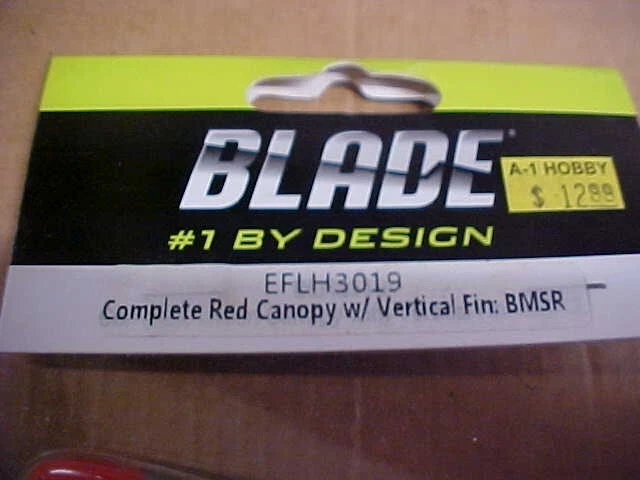 BLADE
A-1 HOBBY
$ 12.99
#1 BY DESIGN
EFLH3019
Complete Red Canopy w/ Vertical Fin: BMSR